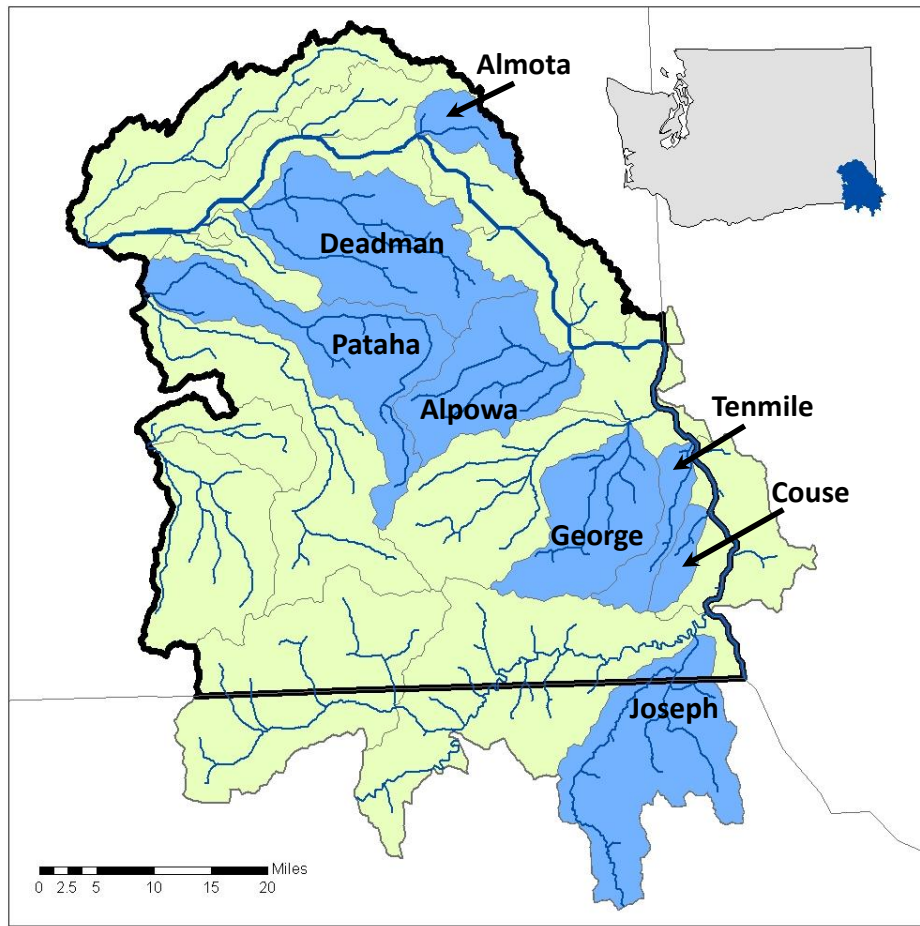 Almota
Deadman
Pataha
Alpowa
Tenmile
Couse
George
Joseph
Miles
0 2.5 5 10 15 20